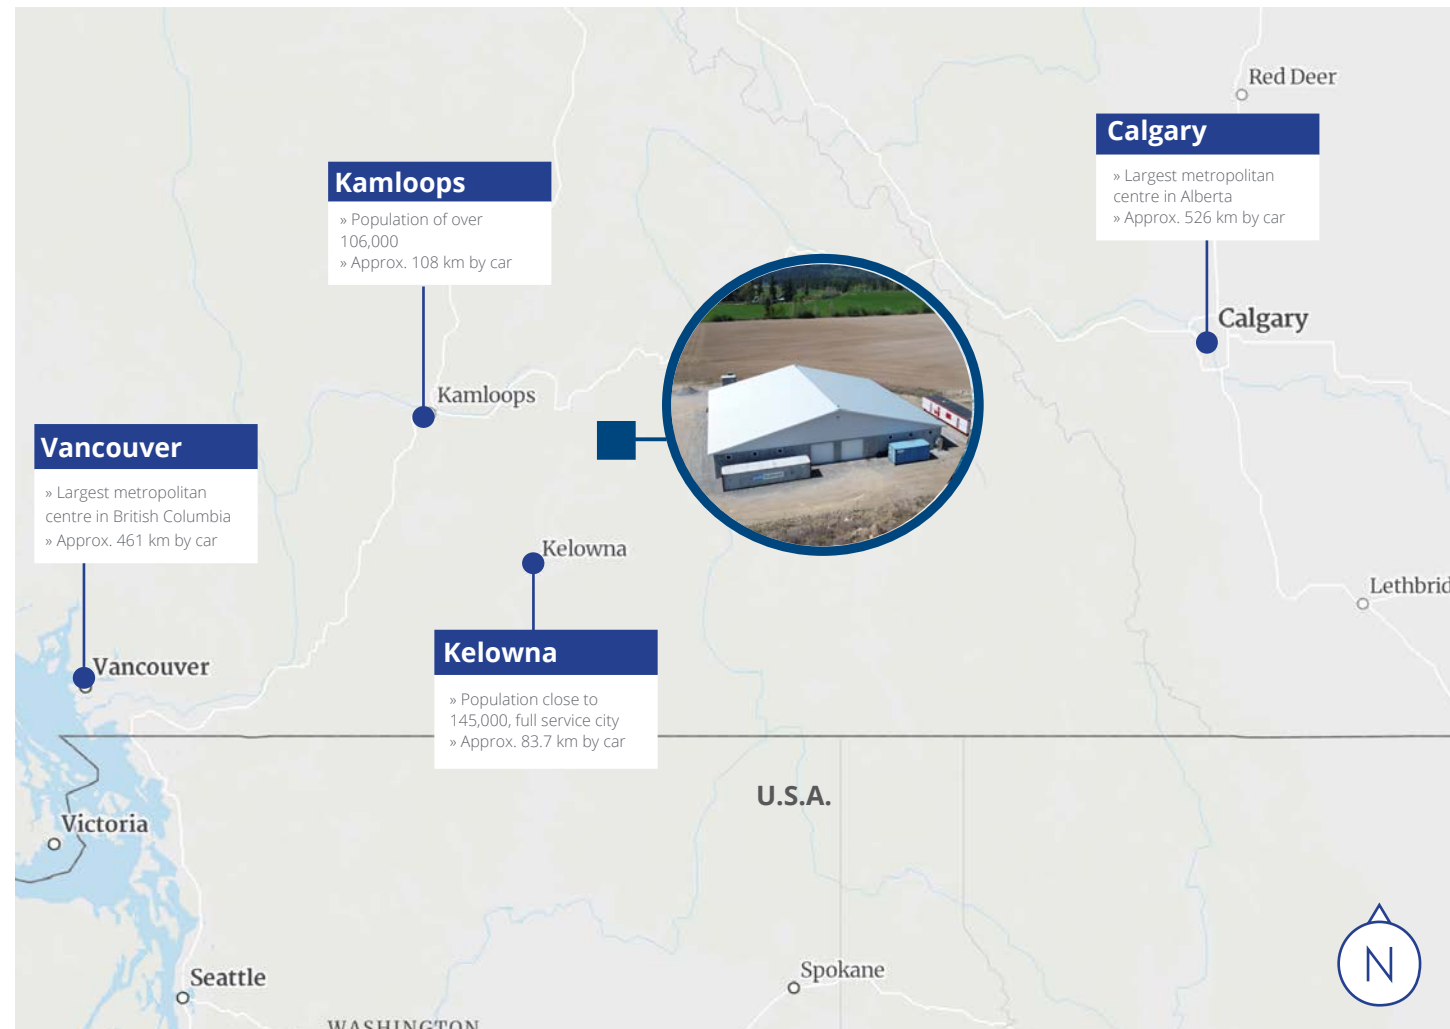 Red Deer
Calgary
» Largest metropolitan
centre in Alberta
» Approx. 526 km by car
Kamloops
» Population of over
106,000
» Approx. 108 km by car
Calgary
Kamloops
Vancouver
» Largest metropolitan
centre in British Columbia
» Approx. 461 km by car
Kelowna
Lethbrid
Kelowna
» Population close to
145,000, full service city
» Approx. 83.7 km by car
Vancouver
U.S.A.
Victoria
Seattle
Spokane
N
WASHINGTON